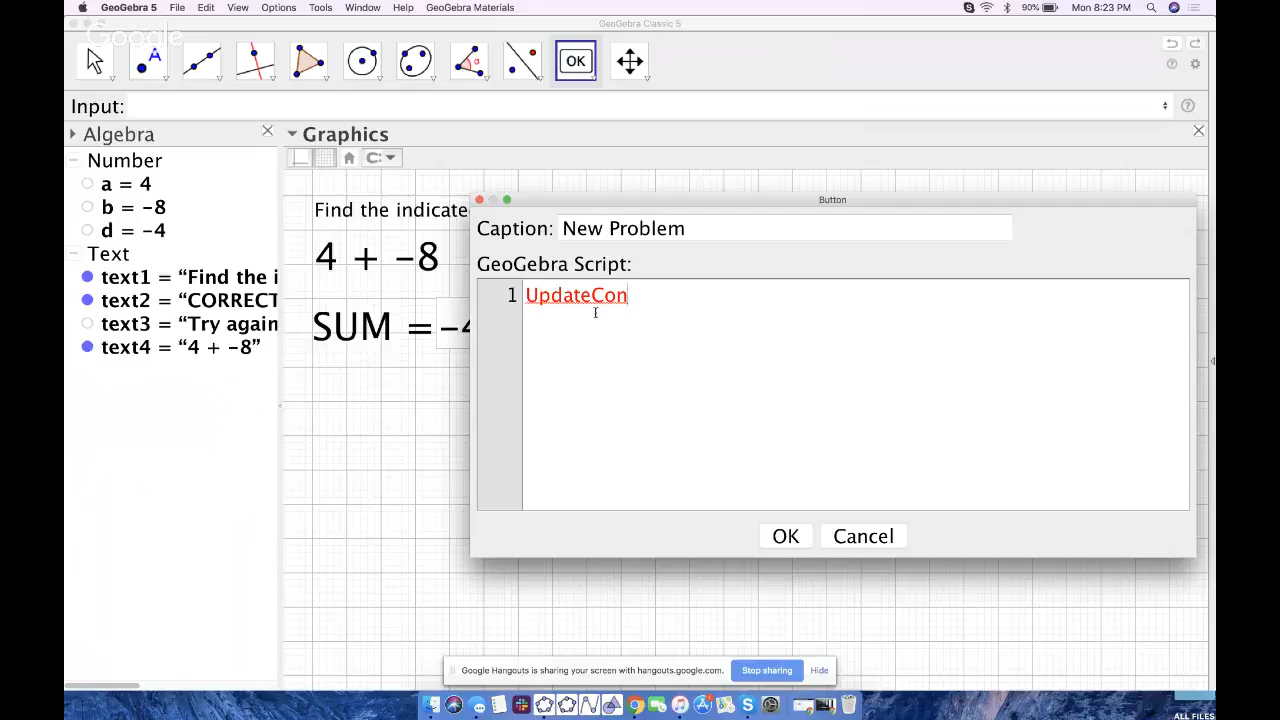 GeoGebra 5 File Edit View Options Tools Window Help GeoGebra Materials 90% Mon 8:23 PM
GeoGebra Classic 5
Google
A
α
OK
Input:
Algebra
Graphics
Number
a = 4
b = −8
d = −4
Text
text1 = “Find the i
text2 = “CORRECT
text3 = “Try again
text4 = “4 + −8”
Find the indicate
4 + −8
SUM = −4
Button
Caption: New Problem
GeoGebra Script:
1 UpdateCon
OK Cancel
Google Hangouts is sharing your screen with hangouts.google.com. Stop sharing Hide
ALL FILES